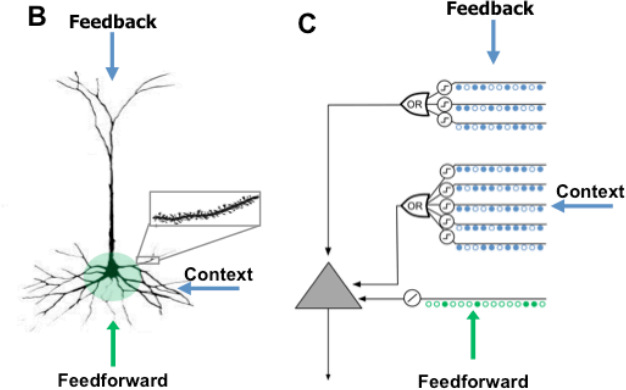 B
Feedback
Context
Feedforward
C
Feedback
OR
OR
Context
Feedforward